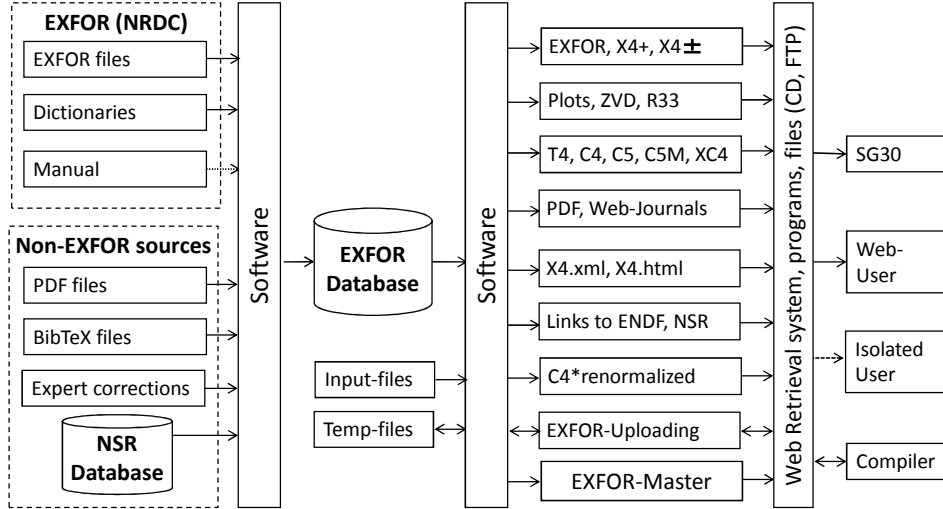 EXFOR (NRDC)
EXFOR files
Dictionaries
Manual
Non-EXFOR sources
PDF files
BibTeX files
Expert corrections
NSR
Database
Software
EXFOR
Database
Input-files
Temp-files
Software
EXFOR, X4+, X4±
Plots, ZVD, R33
T4, C4, C5, C5M, XC4
PDF, Web-Journals
X4.xml, X4.html
Links to ENDF, NSR
C4*renormalized
EXFOR-Uploading
EXFOR-Master
Web Retrieval system, programs, files (CD, FTP)
SG30
Web-
User
Isolated
User
Compiler